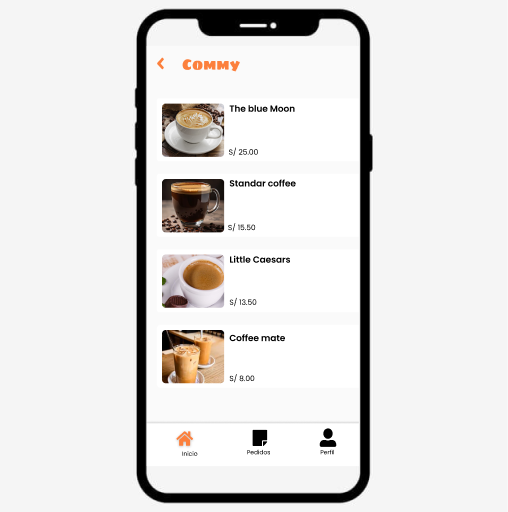 Commy
The blue Moon
S/ 25.00
Standar coffee
S/ 15.50
Little Caesars
S/ 13.50
Coffee mate
S/ 8.00
Inicio
Pedidos
Perfil